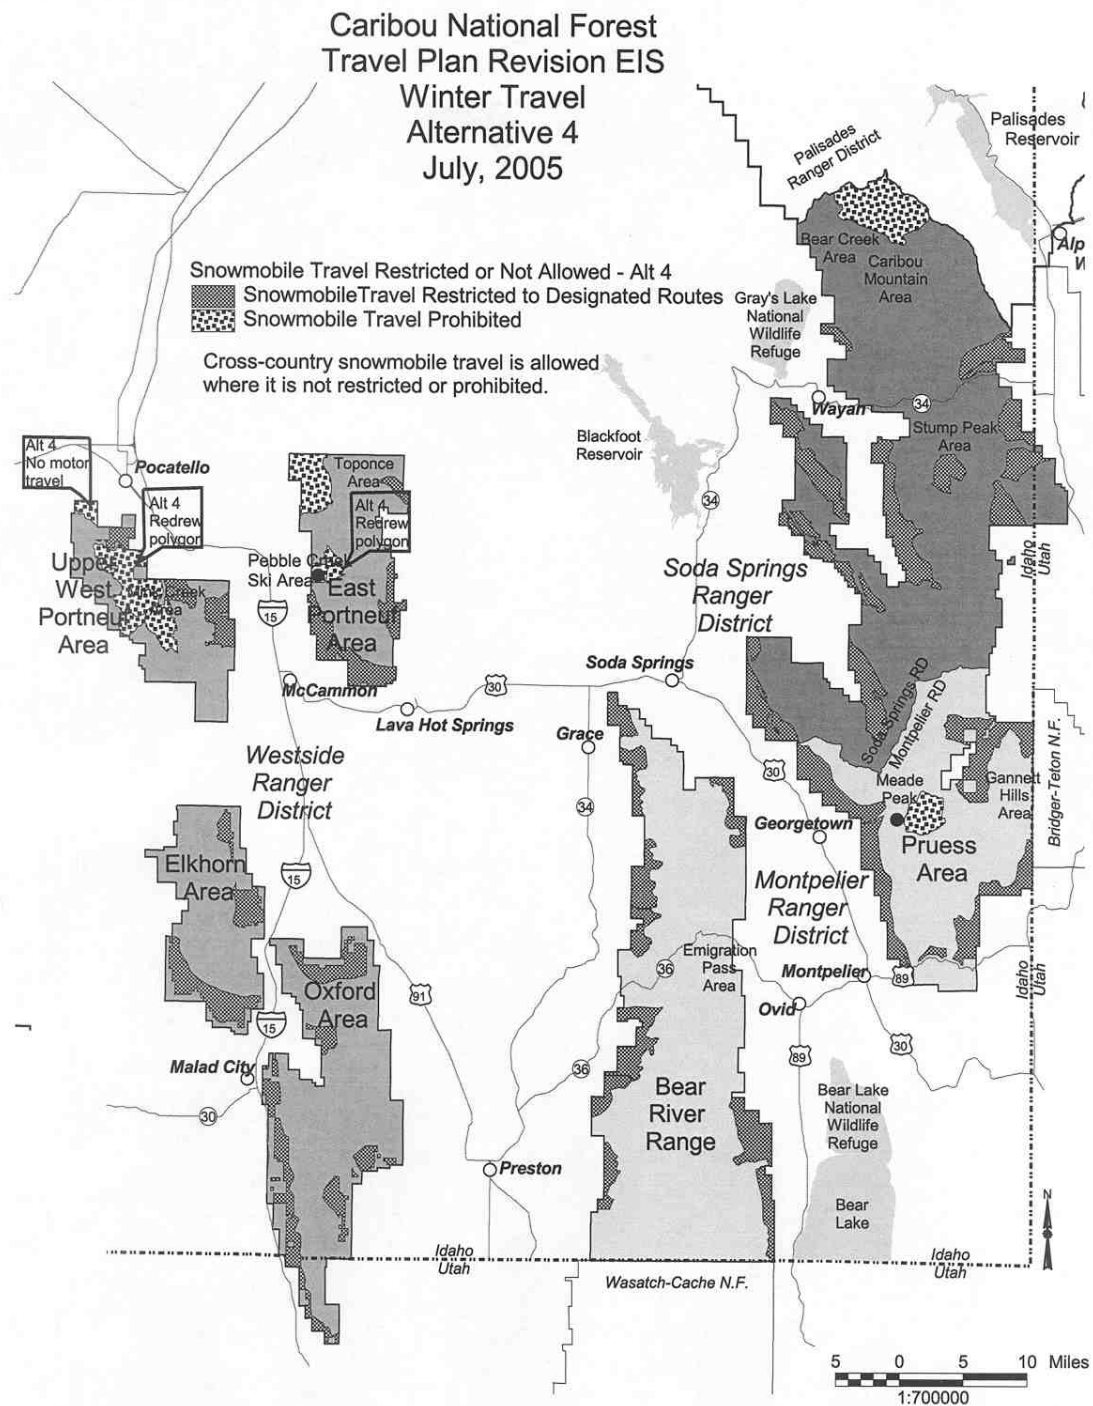 Caribou National Forest
Travel Plan Revision EIS
Winter Travel
Alternative 4
July, 2005
Palisades
Reservoir
Palisades
Ranger District
Alp
W
Bear Creek
Area
Caribou
Mountain
Area
Snowmobile Travel Restricted or Not Allowed - Alt 4
SnowmobileTravel Restricted to Designated Routes
Snowmobile Travel Prohibited
Cross-country snowmobile travel is allowed
where it is not restricted or prohibited.
Gray's Lake
National
Wildlife
Refuge
Idaho
Utah
Wayan
34
Stump Peak
Area
Blackfoot
Reservoir
34
Alt 4
No motor
travel
Pocatello
Alt 4
Redrew
polygon
Toponce
Area
Alt 4
Redrew
polygon
Pebble Creek
Ski Area
Upper
West
Portneuf
Area
Mink Creek
Area
East
Portneuf
Area
15
Idaho
Utah
Soda Springs
Ranger
District
Soda Springs
McCammon
30
Lava Hot Springs
Grace
Soda Springs RD
Montpelier RD
Westside
Ranger
District
30
Meade
Peak
Gannett
Hills
Area
Bridger-Teton N.F.
34
Georgetown
Pruess
Area
Elkhorn
Area
15
Montpelier
Ranger
District
Emigration
Pass
Area
36
Montpelier
89
Idaho
Utah
Oxford
Area
91
Ovid
15
30
89
Malad City
36
30
Bear
River
Range
Bear Lake
National
Wildlife
Refuge
Preston
Bear
Lake
N
Idaho
Utah
Idaho
Utah
Wasatch-Cache N.F.
5 0 5 10 Miles
1:700000